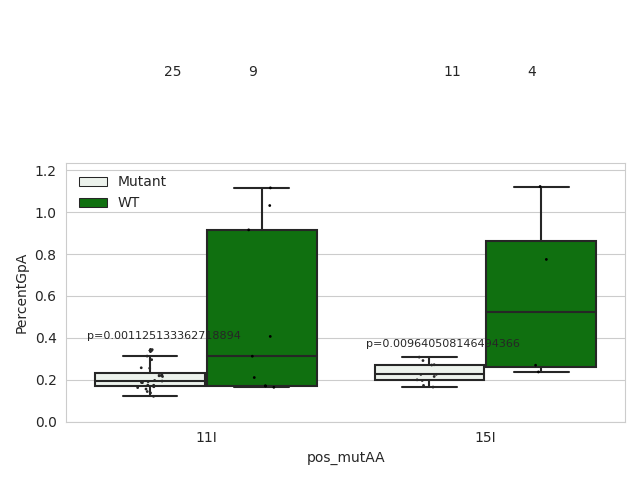 25 9 11 4
1.2
1.0
0.8
0.6
0.4
0.2
0.0
PercentGpA
Mutant
WT
p=0.001125133362718894
p=0.009640508146494366
11I 15I
pos_mutAA